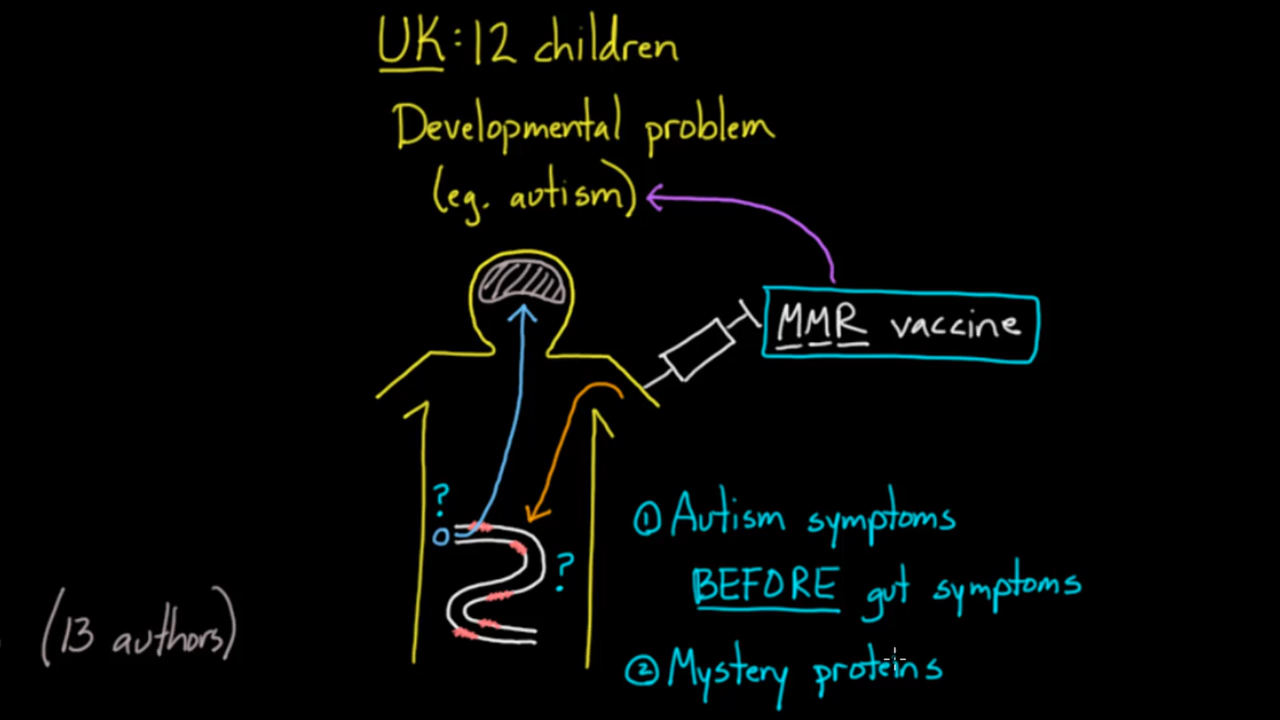 UK: 12 children
Developmental problem
(eg. autism)
MMR vaccine
?
?
① Autism symptoms
BEFORE gut symptoms
(13 authors)
② Mystery proteins